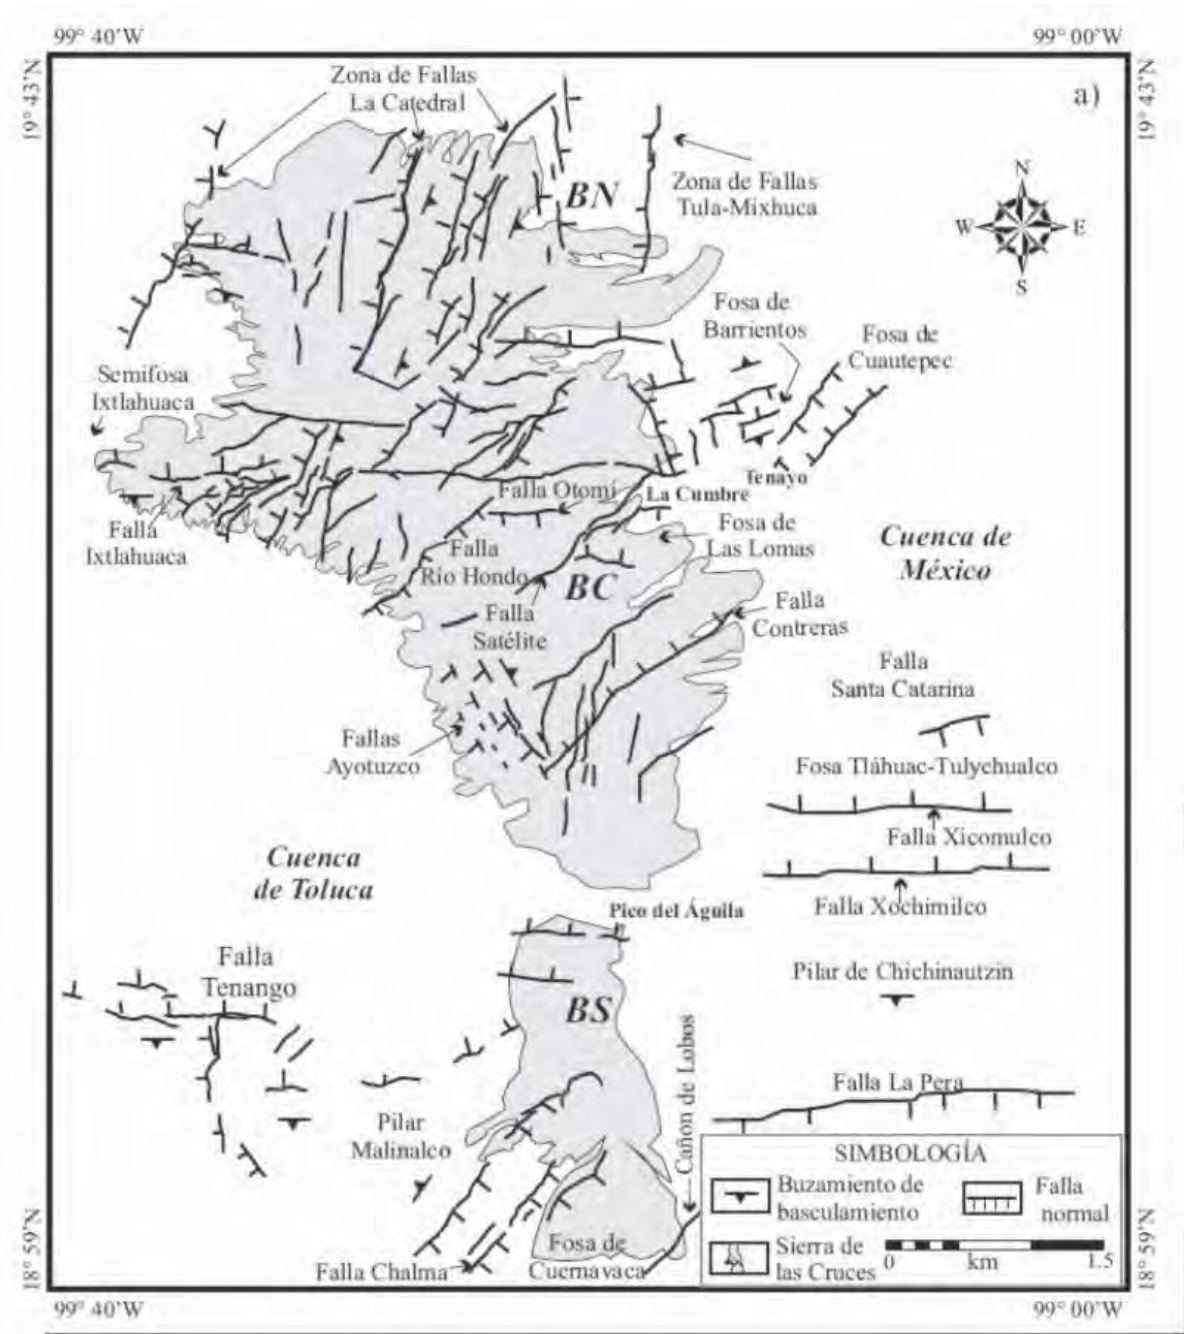 99° 40'W
99° 00'W
19° 43'N
19° 43'N
a)
Zona de Fallas
La Catedral
BN
Zona de Fallas
Tula-Mixhuca
N
W
E
S
Fosa de
Barrientos
Fosa de
Cuautepec
Semifosa
Ixtlahuaca
Tenayo
Falla Otomí
La Cumbre
Falla
Ixtlahuaca
Fosa de
Las Lomas
Cuenca de
México
Falla
Río Hondo
BC
Falla
Satélite
Falla
Contreras
Falla
Santa Catarina
Fallas
Ayotuzco
Fosa Tláhuac-Tulyehualco
Falla Xicomulco
Cuenca
de Toluca
Falla Xochimilco
Pico del Águila
Falla
Tenango
Pilar de Chichinautzin
BS
Cañón de Lobos
Falla La Pera
Pilar
Malinalco
Falla Chalma
Fosa de
Cuernavaca
SIMBOLOGÍA
Buzamiento de
basculamiento
Falla
normal
Sierra de
las Cruces
0 km 1.5
18° 59'N
18° 59'N
99° 40'W
99° 00'W